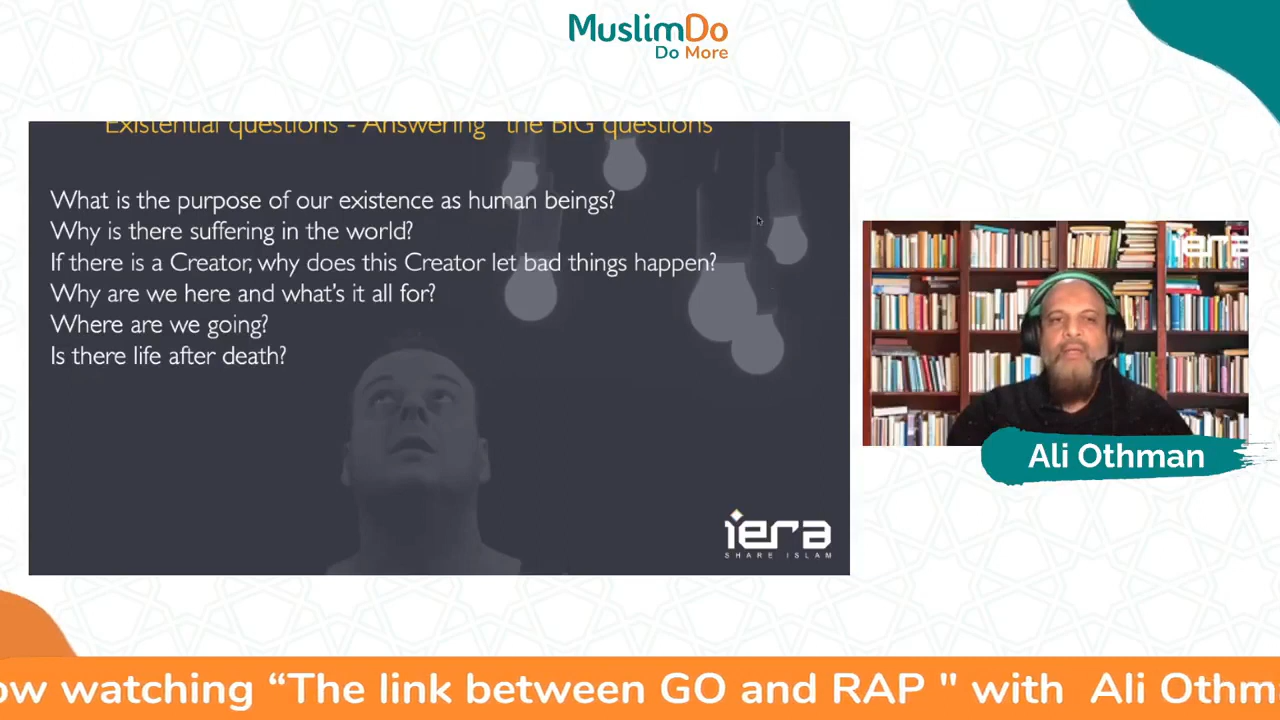 MuslimDo
Do More
Existential questions - Answering "the BIG questions"
What is the purpose of our existence as human beings?
Why is there suffering in the world?
If there is a Creator, why does this Creator let bad things happen?
Why are we here and what's it all for?
Where are we going?
Is there life after death?
iera
SHARE ISLAM
Ali Othman
ow watching “The link between GO and RAP " with Ali Othm